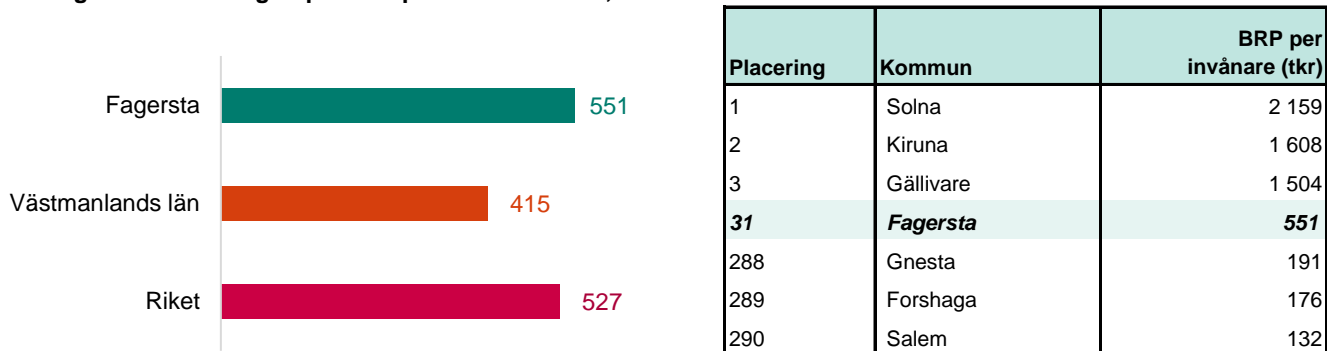 Fagersta 551
Västmanlands län 415
Riket 527
Placering Kommun BRP per invånare (tkr)
1 Solna 2 159
2 Kiruna 1 608
3 Gällivare 1 504
31 Fagersta 551
288 Gnesta 191
289 Forshaga 176
290 Salem 132